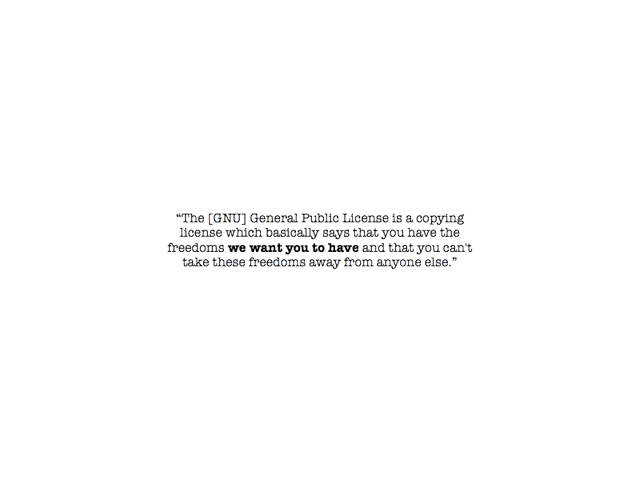 “The [GNU] General Public License is a copying
license which basically says that you have the
freedoms we want you to have and that you can't
take these freedoms away from anyone else.”